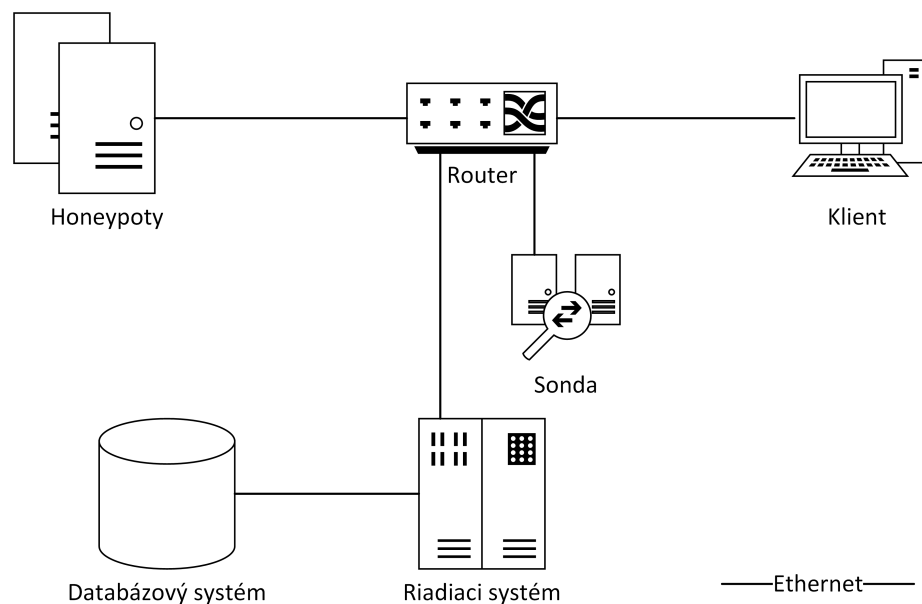 Router
Honeypoty
Klient
Sonda
Databázový systém
Riadiaci systém
Ethernet